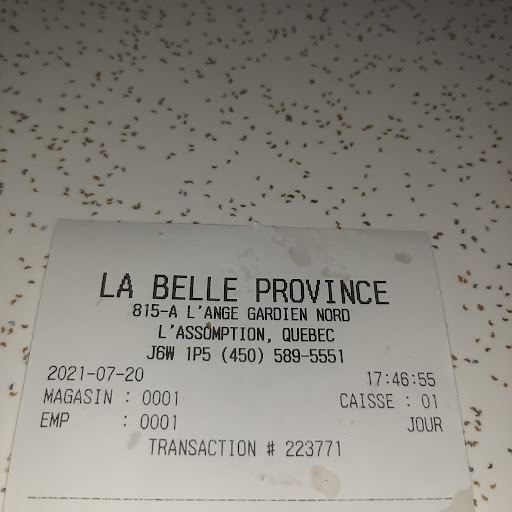 LA BELLE PROVINCE
815-A L'ANGE GARDIEN NORD
L'ASSOMPTION, QUEBEC
J6W 1P5 (450) 589-5551
2021-07-20 17:46:55
MAGASIN : 0001 CAISSE : 01
EMP : 0001 JOUR
TRANSACTION # 223771